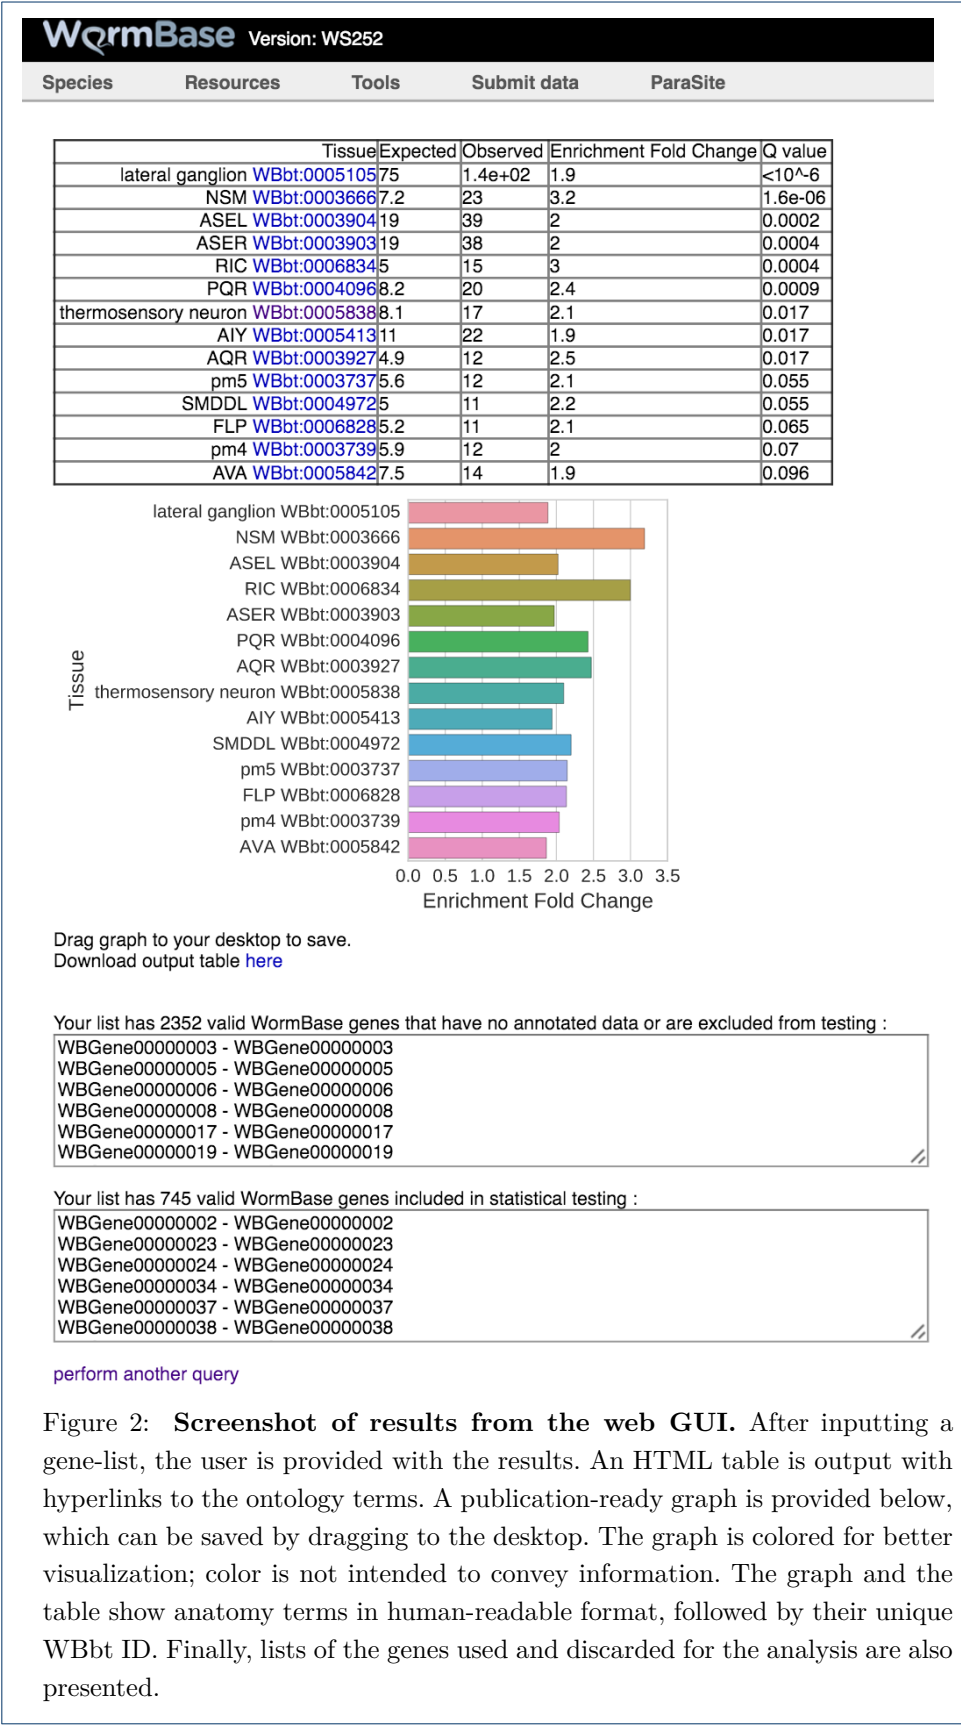 WormBase Version: WS252
Species Resources Tools Submit data ParaSite
Tissue Expected Observed Enrichment Fold Change Q value
lateral ganglion WBbt:0005105 75 1.4e+02 1.9 <10^-6
NSM WBbt:0003666 7.2 23 3.2 1.6e-06
ASEL WBbt:0003904 19 39 2 0.0002
ASER WBbt:0003903 19 38 2 0.0004
RIC WBbt:0006834 5 15 3 0.0004
PQR WBbt:0004096 8.2 20 2.4 0.0009
thermosensory neuron WBbt:0005838 8.1 17 2.1 0.017
AIY WBbt:0005413 11 22 1.9 0.017
AQR WBbt:0003927 4.9 12 2.5 0.017
pm5 WBbt:0003737 5.6 12 2.1 0.055
SMDDL WBbt:0004972 5 11 2.2 0.055
FLP WBbt:0006828 5.2 11 2.1 0.065
pm4 WBbt:0003739 5.9 12 2 0.07
AVA WBbt:0005842 7.5 14 1.9 0.096
Tissue
lateral ganglion WBbt:0005105
NSM WBbt:0003666
ASEL WBbt:0003904
RIC WBbt:0006834
ASER WBbt:0003903
PQR WBbt:0004096
AQR WBbt:0003927
thermosensory neuron WBbt:0005838
AIY WBbt:0005413
SMDDL WBbt:0004972
pm5 WBbt:0003737
FLP WBbt:0006828
pm4 WBbt:0003739
AVA WBbt:0005842
0.0 0.5 1.0 1.5 2.0 2.5 3.0 3.5
Enrichment Fold Change
Drag graph to your desktop to save.
Download output table here
Your list has 2352 valid WormBase genes that have no annotated data or are excluded from testing :
WBGene00000003 - WBGene00000003
WBGene00000005 - WBGene00000005
WBGene00000006 - WBGene00000006
WBGene00000008 - WBGene00000008
WBGene00000017 - WBGene00000017
WBGene00000019 - WBGene00000019
Your list has 745 valid WormBase genes included in statistical testing :
WBGene00000002 - WBGene00000002
WBGene00000023 - WBGene00000023
WBGene00000024 - WBGene00000024
WBGene00000034 - WBGene00000034
WBGene00000037 - WBGene00000037
WBGene00000038 - WBGene00000038
perform another query
Figure 2: Screenshot of results from the web GUI. After inputting a
gene-list, the user is provided with the results. An HTML table is output with
hyperlinks to the ontology terms. A publication-ready graph is provided below,
which can be saved by dragging to the desktop. The graph is colored for better
visualization; color is not intended to convey information. The graph and the
table show anatomy terms in human-readable format, followed by their unique
WBbt ID. Finally, lists of the genes used and discarded for the analysis are also
presented.